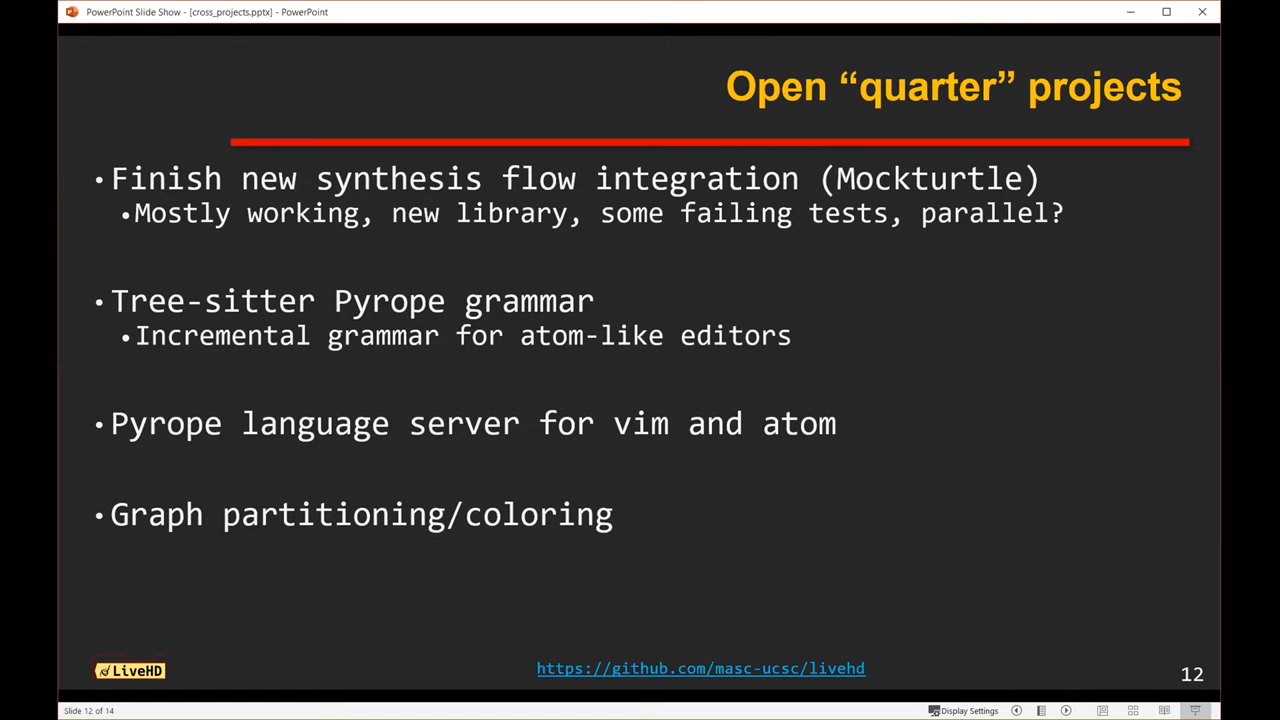 PowerPoint Slide Show - [cross_projects.pptx] - PowerPoint
Open “quarter” projects
• Finish new synthesis flow integration (Mockturtle)
• Mostly working, new library, some failing tests, parallel?
• Tree-sitter Pyrope grammar
• Incremental grammar for atom-like editors
• Pyrope language server for vim and atom
• Graph partitioning/coloring
LiveHD
https://github.com/masc-ucsc/livehd
12
Slide 12 of 14
Display Settings